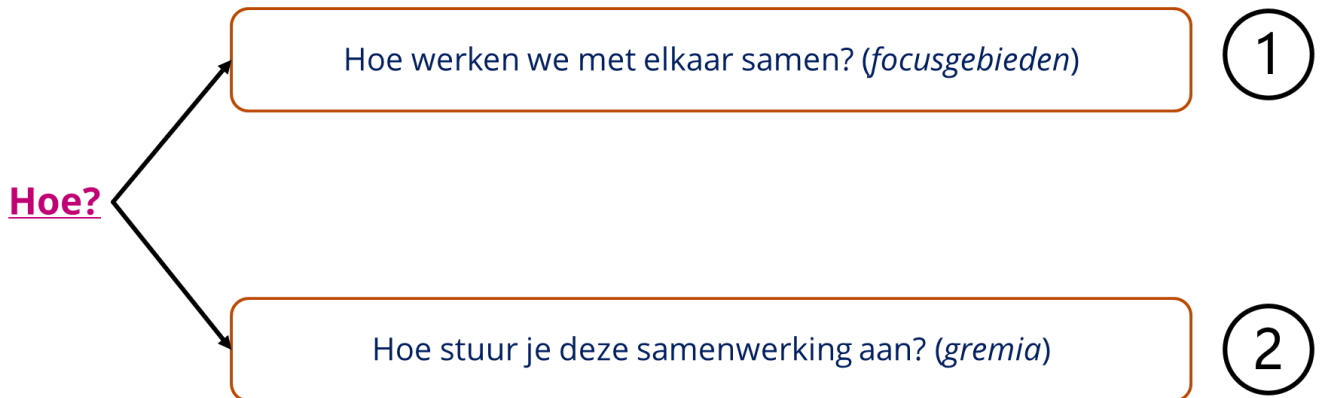 Hoe werken we met elkaar samen? (focusgebieden)
1
Hoe?
Hoe stuur je deze samenwerking aan? (gremia)
2